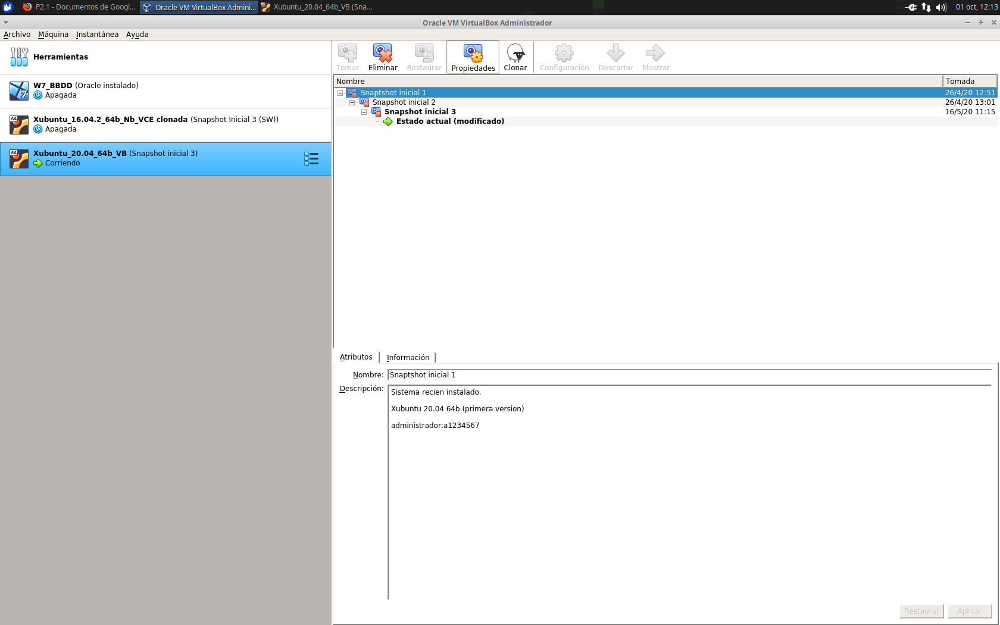 P2.1 - Documentos de Googl...
Oracle VM VirtualBox Admini...
Xubuntu_20.04_64b_VB (Sna...
01 oct, 12:13
Oracle VM VirtualBox Administrador
Archivo Máquina Instantánea Ayuda
Herramientas
7
W7_BBDD (Oracle instalado)
Apagada
64
Xubuntu_16.04.2_64b_Nb_VCE clonada (Snapshot Inicial 3 (SW))
Apagada
64
Xubuntu_20.04_64b_VB (Snapshot inicial 3)
Corriendo
Tomar Eliminar Restaurar Propiedades Clonar Configuración Descartar Mostrar
Nombre Tomada
Snaptshot inicial 1 26/4/20 12:51
Snapshot inicial 2 26/4/20 13:01
Snapshot inicial 3 16/5/20 11:15
Estado actual (modificado)
Atributos Información
Nombre: Snaptshot inicial 1
Descripción: Sistema recien instalado.
Xubuntu 20.04 64b (primera version)
administrador:a1234567
Restaurar Aplicar